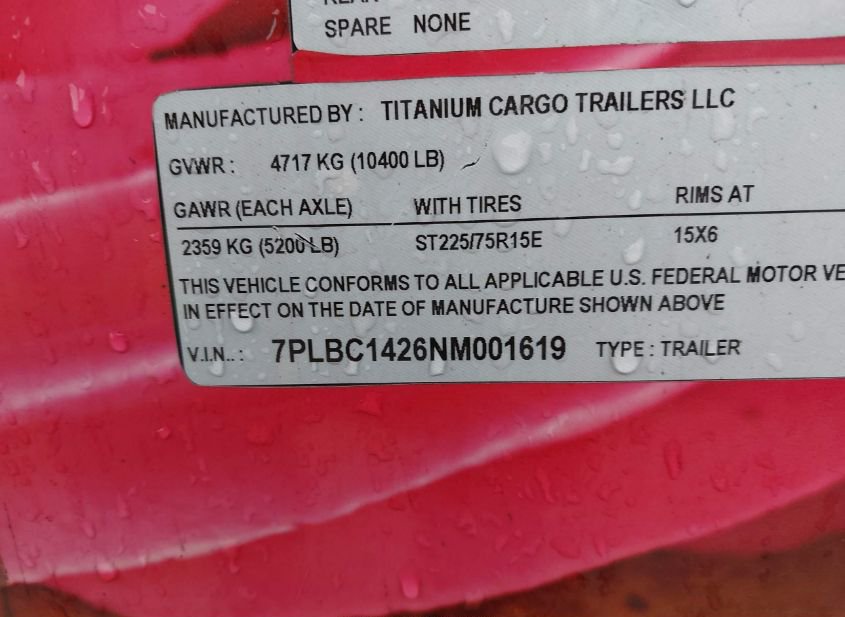 SPARE NONE
MANUFACTURED BY : TITANIUM CARGO TRAILERS LLC
GVWR : 4717 KG (10400 LB)
GAWR (EACH AXLE) WITH TIRES RIMS AT
2359 KG (5200 LB) ST225/75R15E 15X6
THIS VEHICLE CONFORMS TO ALL APPLICABLE U.S. FEDERAL MOTOR VE
IN EFFECT ON THE DATE OF MANUFACTURE SHOWN ABOVE
V.I.N.. : 7PLBC1426NM001619 TYPE : TRAILER